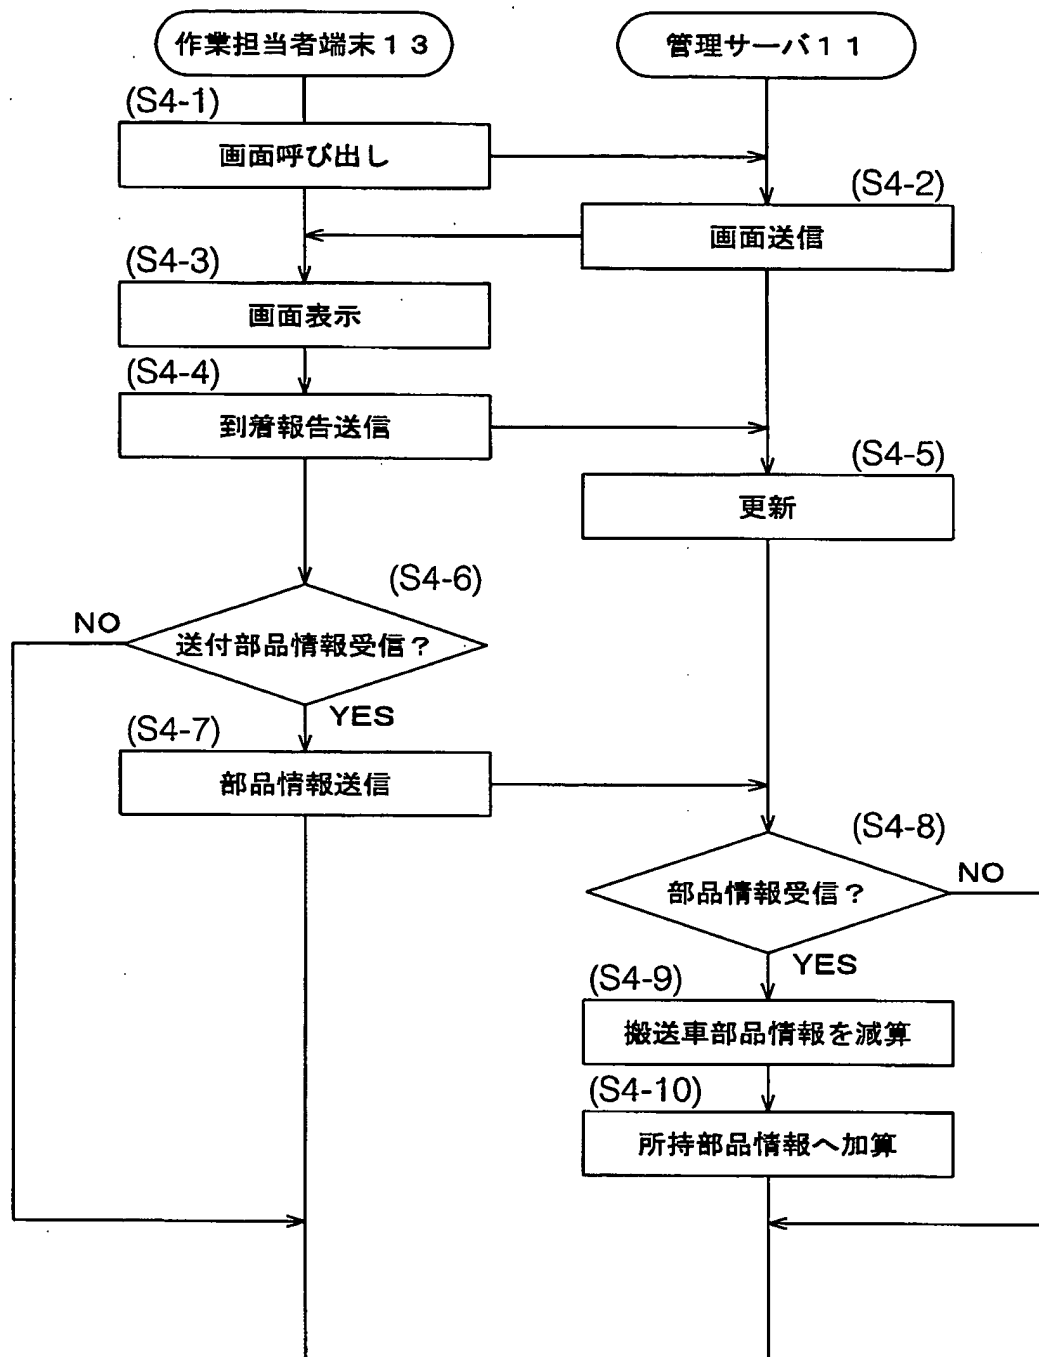 作業担当者端末１３
管理サーバ１１
(S4-1)
画面呼び出し
(S4-2)
画面送信
(S4-3)
画面表示
(S4-4)
到着報告送信
(S4-5)
更新
(S4-6)
NO
送付部品情報受信？
YES
(S4-7)
部品情報送信
(S4-8)
NO
部品情報受信？
YES
(S4-9)
搬送車部品情報を減算
(S4-10)
所持部品情報へ加算